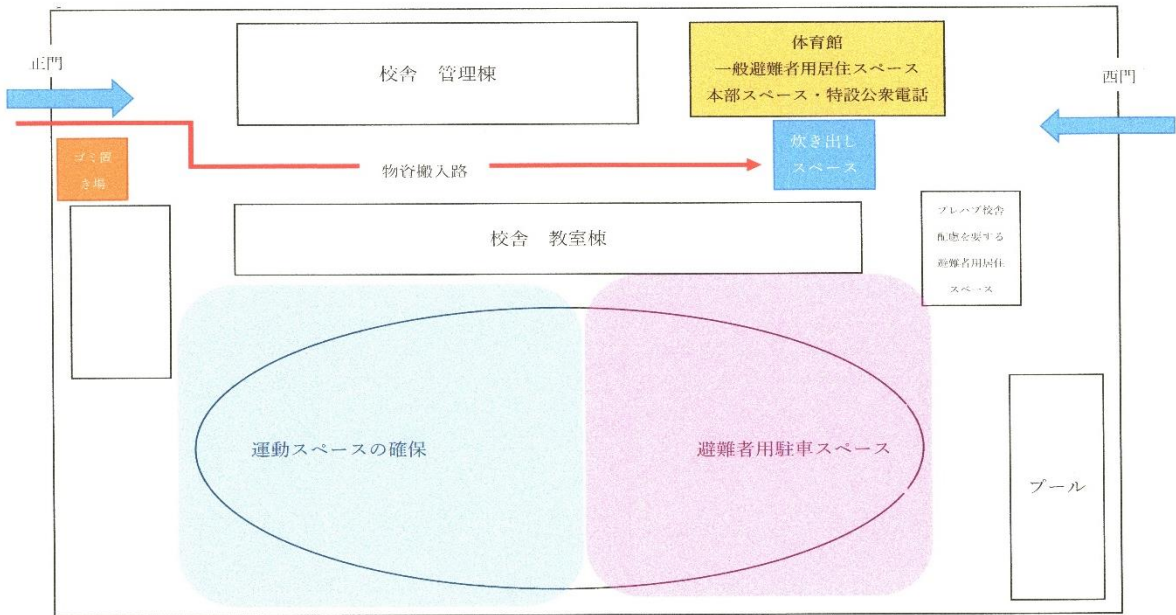 正門
校舎　管理棟
体育館
一般避難者用居住スペース
本部スペース・特設公衆電話
西門
ゴミ置
き場
物資搬入路
炊き出し
スペース
校舎　教室棟
プレハブ校舎
配慮を要する
避難者用居住
スペース
運動スペースの確保
避難者用駐車スペース
プール